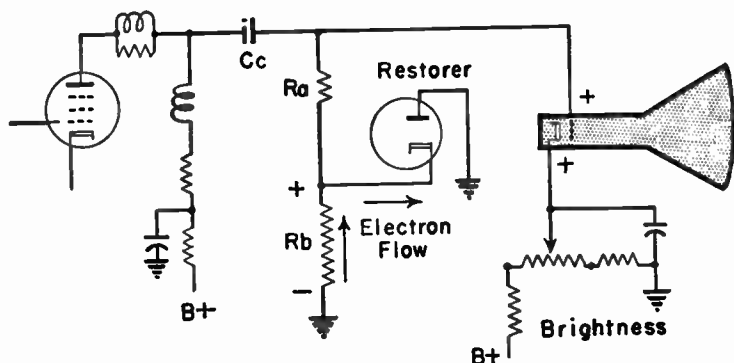 Cc
Ra
Restorer
+
+
+
Electron
Flow
Rb
−
B+
Brightness
B+